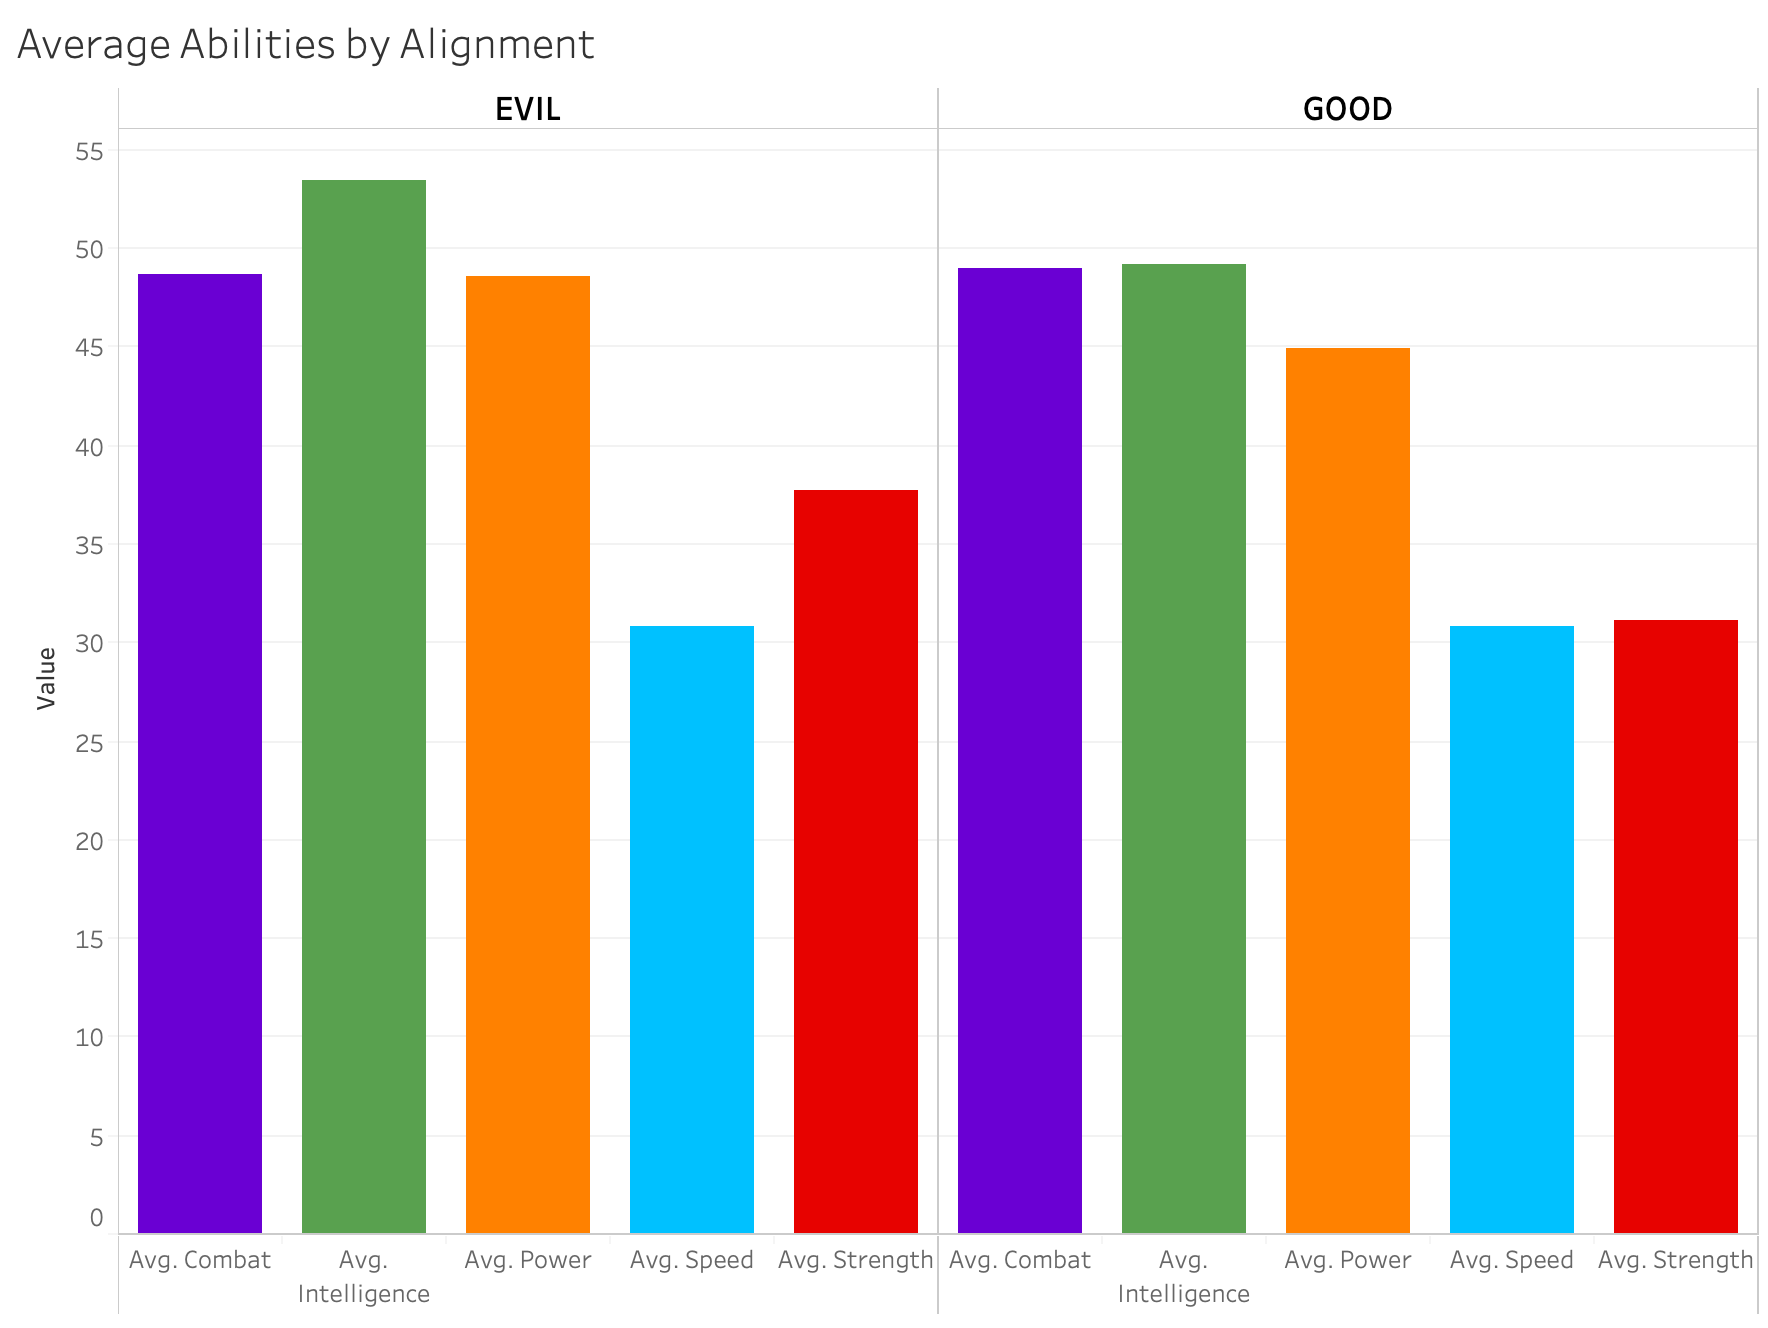 Average Abilities by Alignment
EVIL
GOOD
55
50
45
40
35
30
25
20
15
10
5
0
Value
Avg. Combat
Avg.
Intelligence
Avg. Power
Avg. Speed
Avg. Strength
Avg. Combat
Avg.
Intelligence
Avg. Power
Avg. Speed
Avg. Strength